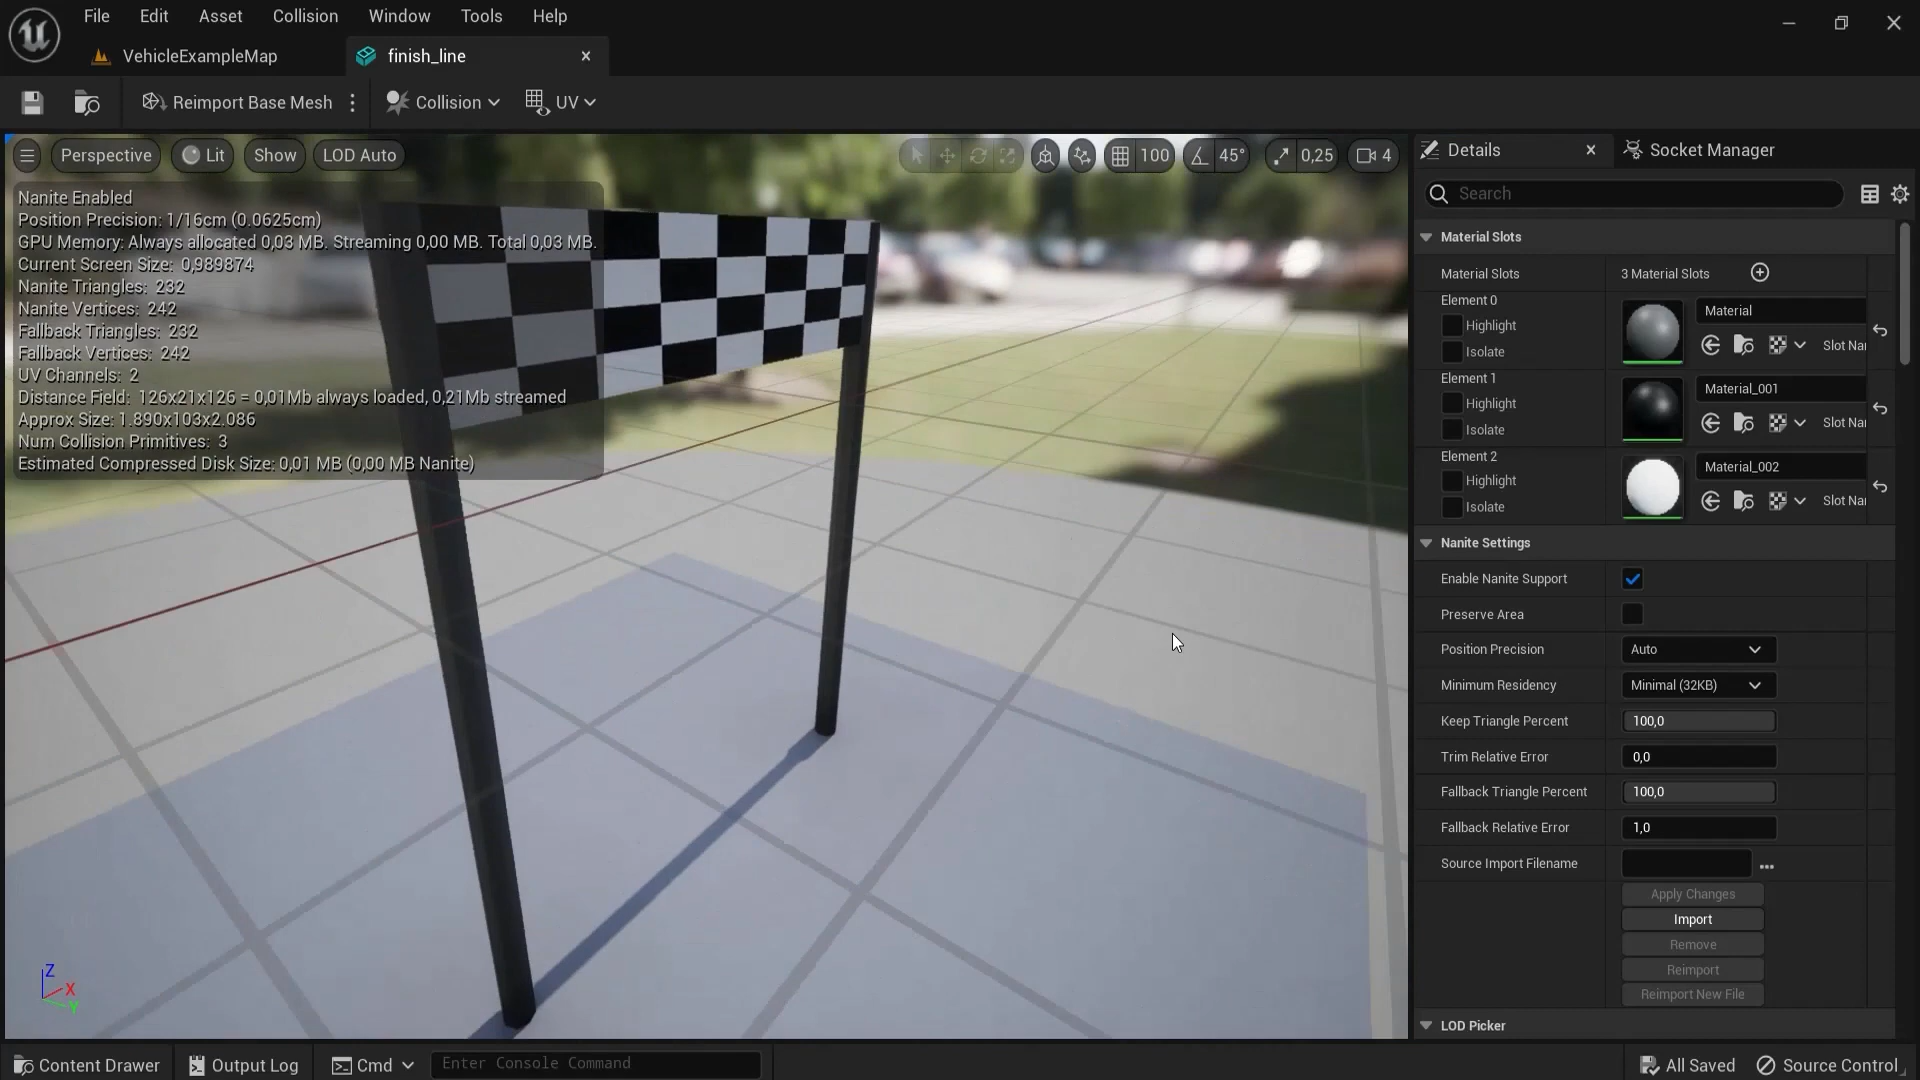 File Edit Asset Collision Window Tools Help
VehicleExampleMap
finish_line
Reimport Base Mesh
Collision
UV
Perspective
Lit
Show
LOD Auto
100
45°
0,25
4
Nanite Enabled
Position Precision: 1/16cm (0.0625cm)
GPU Memory: Always allocated 0,03 MB. Streaming 0,00 MB. Total 0,03 MB.
Current Screen Size: 0,989874
Nanite Triangles: 232
Nanite Vertices: 242
Fallback Triangles: 232
Fallback Vertices: 242
UV Channels: 2
Distance Field: 126x21x126 = 0,01Mb always loaded, 0,21Mb streamed
Approx Size: 1.890x103x2.086
Num Collision Primitives: 3
Estimated Compressed Disk Size: 0,01 MB (0,00 MB Nanite)
Z
X
Y
Details
Socket Manager
Search
Material Slots
Material Slots 3 Material Slots
Element 0
Highlight
Isolate
Material
Slot Nar
Element 1
Highlight
Isolate
Material_001
Slot Nar
Element 2
Highlight
Isolate
Material_002
Slot Nar
Nanite Settings
Enable Nanite Support
Preserve Area
Position Precision Auto
Minimum Residency Minimal (32KB)
Keep Triangle Percent 100,0
Trim Relative Error 0,0
Fallback Triangle Percent 100,0
Fallback Relative Error 1,0
Source Import Filename
Apply Changes
Import
Remove
Reimport
Reimport New File
LOD Picker
Content Drawer
Output Log
Cmd
Enter Console Command
All Saved
Source Control